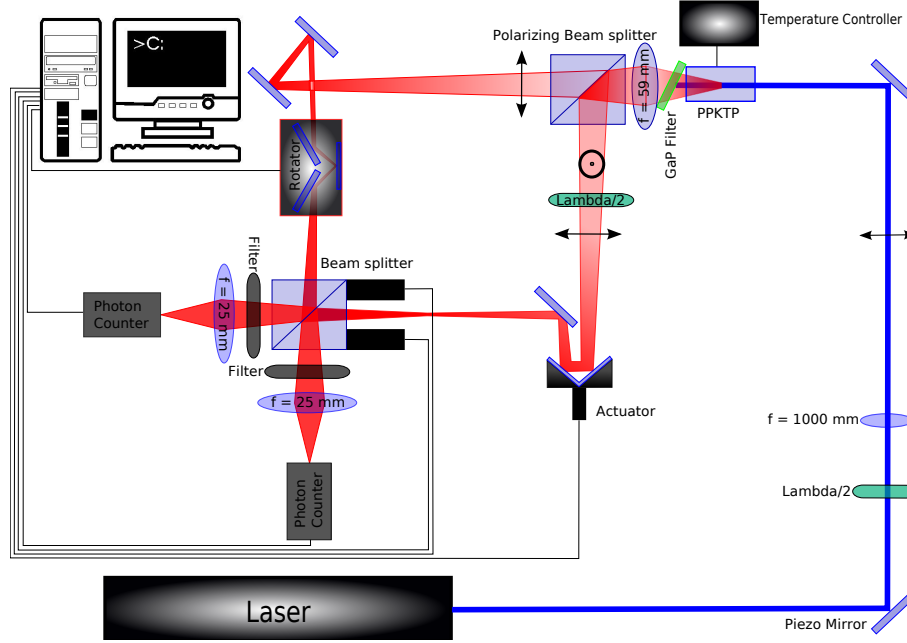 >C:
Polarizing Beam splitter
Temperature Controller
f = 59 mm
GaP Filter
PPKTP
Rotator
Lambda/2
Filter
Beam splitter
Photon
Counter
f = 25 mm
Filter
f = 25 mm
Actuator
f = 1000 mm
Lambda/2
Photon
Counter
Laser
Piezo Mirror